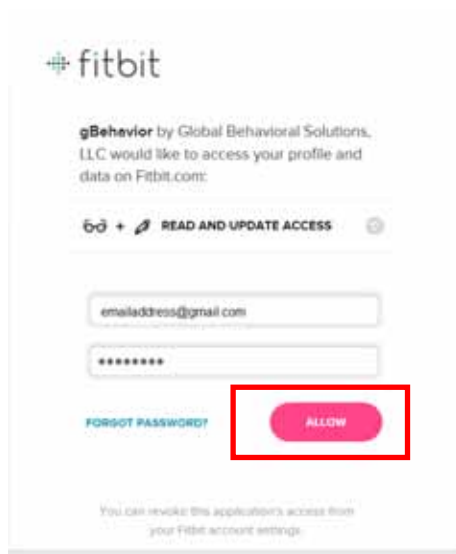 fitbit
gBehavior by Global Behavioral Solutions,
LLC would like to access your profile and
data on Fitbit.com:
READ AND UPDATE ACCESS
emailaddress@gmail.com
********
FORGOT PASSWORD?
ALLOW
You can revoke this application's access from
your Fitbit account settings.